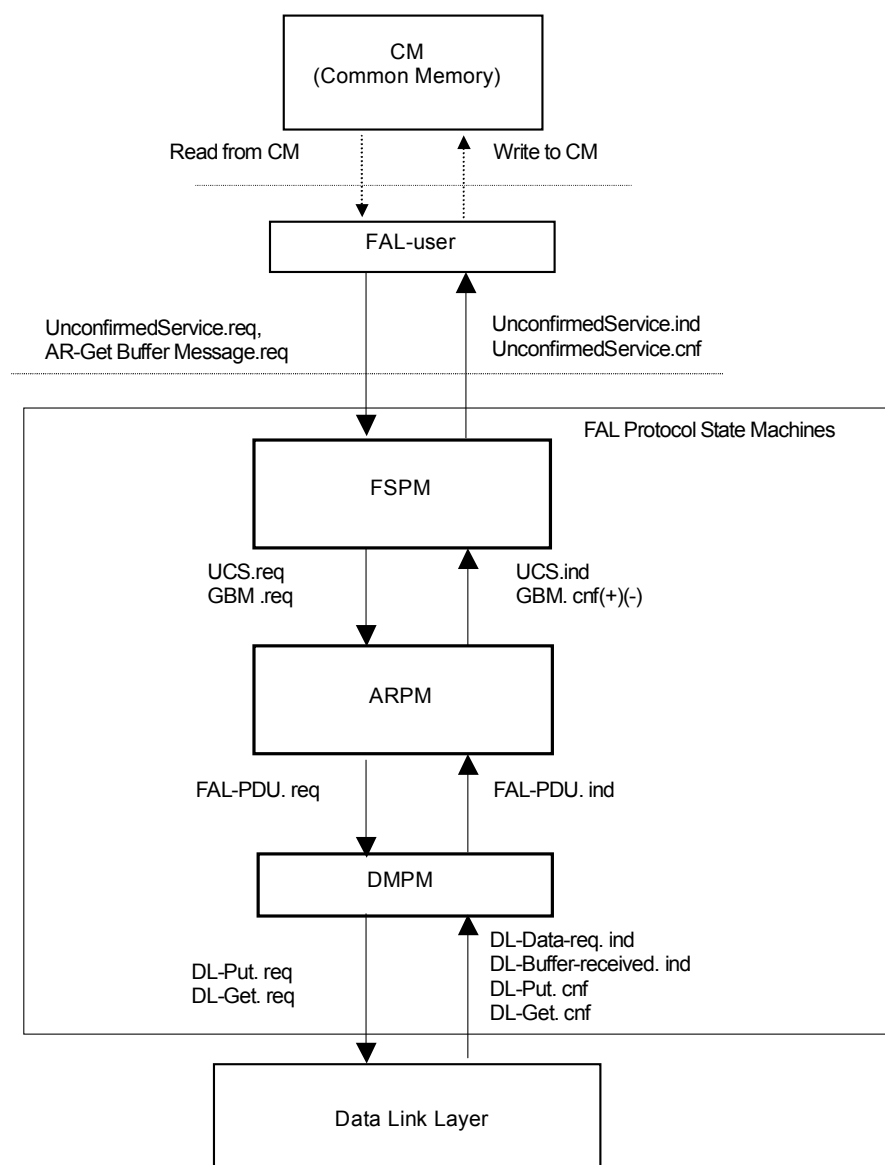 CM
(Common Memory)
Read from CM
Write to CM
FAL-user
UnconfirmedService.req,
AR-Get Buffer Message.req
UnconfirmedService.ind
UnconfirmedService.cnf
FAL Protocol State Machines
FSPM
UCS.req
GBM .req
UCS.ind
GBM. cnf(+)(-)
ARPM
FAL-PDU. req
FAL-PDU. ind
DMPM
DL-Put. req
DL-Get. req
DL-Data-req. ind
DL-Buffer-received. ind
DL-Put. cnf
DL-Get. cnf
Data Link Layer